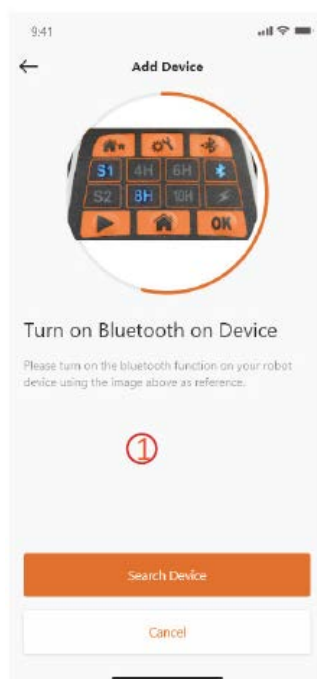 9:41
Add Device
S1 4H 6H
S2 8H 10H
OK
Turn on Bluetooth on Device
Please turn on the bluetooth function on your robot
device using the image above as reference.
1
Search Device
Cancel